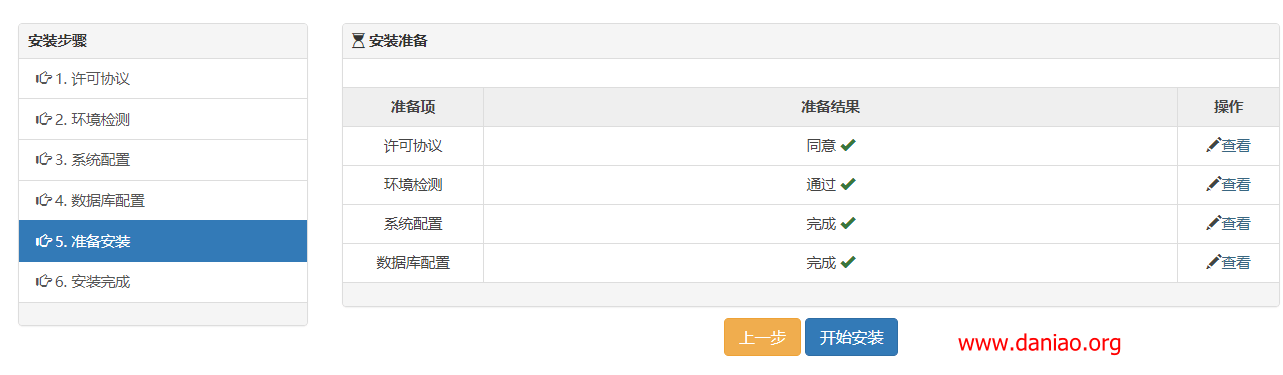 安装步骤
1. 许可协议
2. 环境检测
3. 系统配置
4. 数据库配置
5. 准备安装
6. 安装完成
安装准备
准备项 准备结果 操作
许可协议 同意 查看
环境检测 通过 查看
系统配置 完成 查看
数据库配置 完成 查看
上一步 开始安装
www.daniao.org